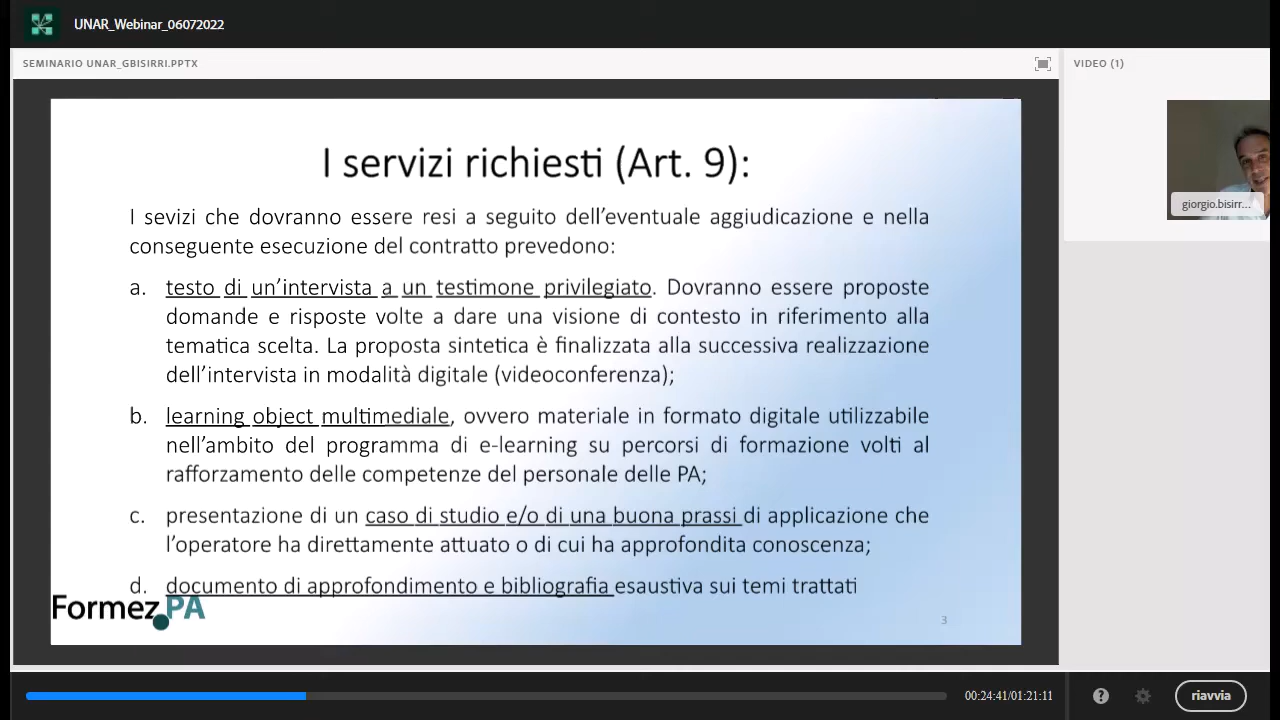 UNAR_Webinar_06072022
SEMINARIO UNAR_GBISIRRI.PPTX
VIDEO (1)
I servizi richiesti (Art. 9):
I sevizi che dovranno essere resi a seguito dell'eventuale aggiudicazione e nella
conseguente esecuzione del contratto prevedono:
a. testo di un'intervista a un testimone privilegiato. Dovranno essere proposte
domande e risposte volte a dare una visione di contesto in riferimento alla
tematica scelta. La proposta sintetica è finalizzata alla successiva realizzazione
dell'intervista in modalità digitale (videoconferenza);
b. learning object multimediale, ovvero materiale in formato digitale utilizzabile
nell'ambito del programma di e-learning su percorsi di formazione volti al
rafforzamento delle competenze del personale delle PA;
c. presentazione di un caso di studio e/o di una buona prassi di applicazione che
l'operatore ha direttamente attuato o di cui ha approfondita conoscenza;
d. documento di approfondimento e bibliografia esaustiva sui temi trattati
Formez.PA
3
giorgio.bisirr...
00:24:41/01:21:11
?
riavvia